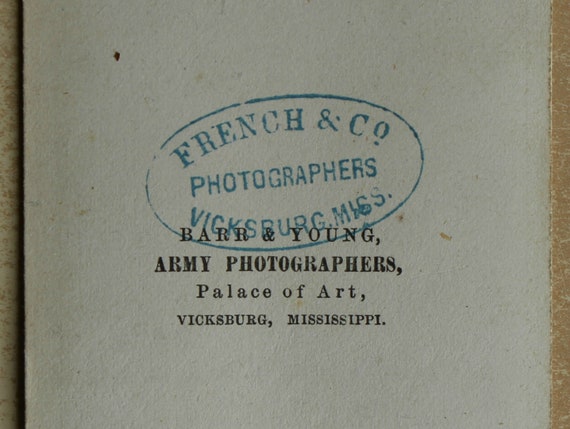 FRENCH & CO
PHOTOGRAPHERS
VICKSBURG, MISS.
BARR & YOUNG,
ARMY PHOTOGRAPHERS,
Palace of Art,
VICKSBURG, MISSISSIPPI.